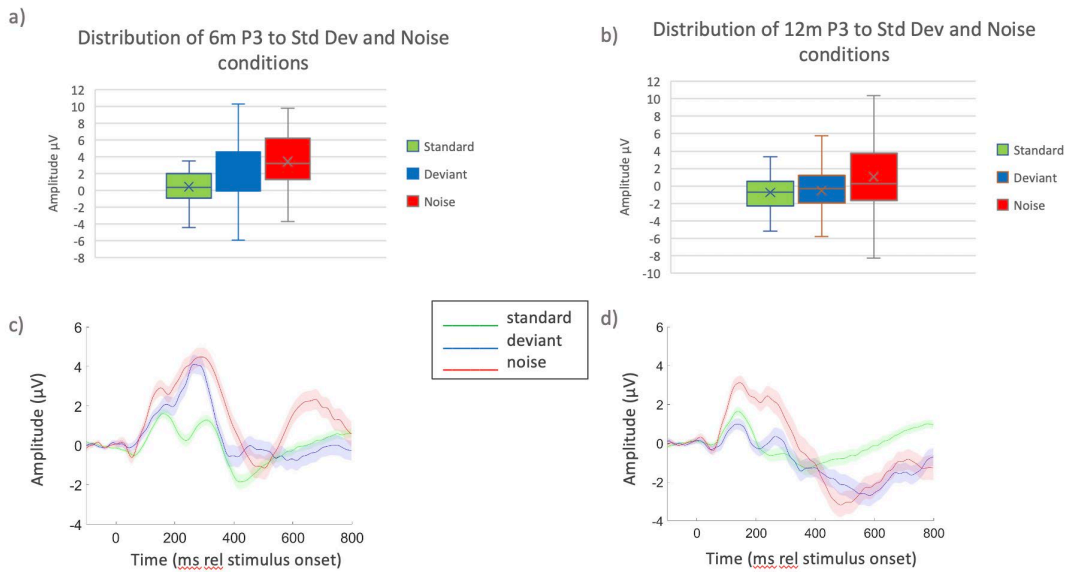 a)
Distribution of 6m P3 to Std Dev and Noise
conditions
12
10
8
6
4
2
0
-2
-4
-6
-8
Amplitude µV
Standard
Deviant
Noise
b)
Distribution of 12m P3 to Std Dev and Noise
conditions
12
10
8
6
4
2
0
-2
-4
-6
-8
-10
Amplitude µV
Standard
Deviant
Noise
c)
6
4
2
0
-2
-4
Amplitude (µV)
0 200 400 600 800
Time (ms rel stimulus onset)
standard
deviant
noise
d)
6
4
2
0
-2
-4
Amplitude (µV)
0 200 400 600 800
Time (ms rel stimulus onset)